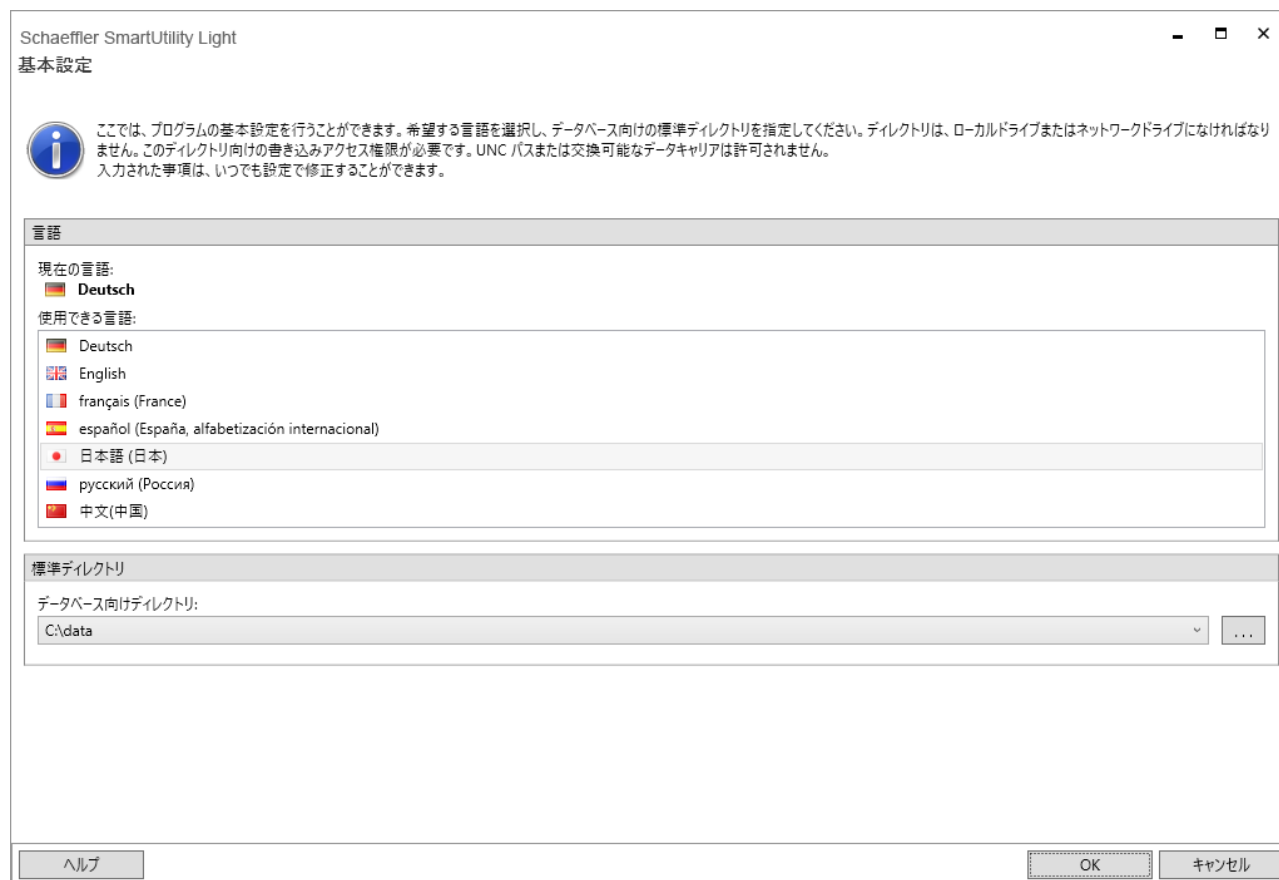 Schaeffler SmartUtility Light
基本設定
ここでは、プログラムの基本設定を行うことができます。希望する言語を選択し、データベース向けの標準ディレクトリを指定してください。ディレクトリは、ローカルドライブまたはネットワークドライブになければなり
ません。このディレクトリ向けの書き込みアクセス権限が必要です。UNC パスまたは交換可能なデータキャリアは許可されません。
入力された事項は、いつでも設定で修正することができます。
言語
現在の言語:
Deutsch
使用できる言語:
Deutsch
English
français (France)
español (España, alfabetización internacional)
日本語 (日本)
русский (Россия)
中文(中国)
標準ディレクトリ
データベース向けディレクトリ:
C:\data
...
ヘルプ
OK
キャンセル